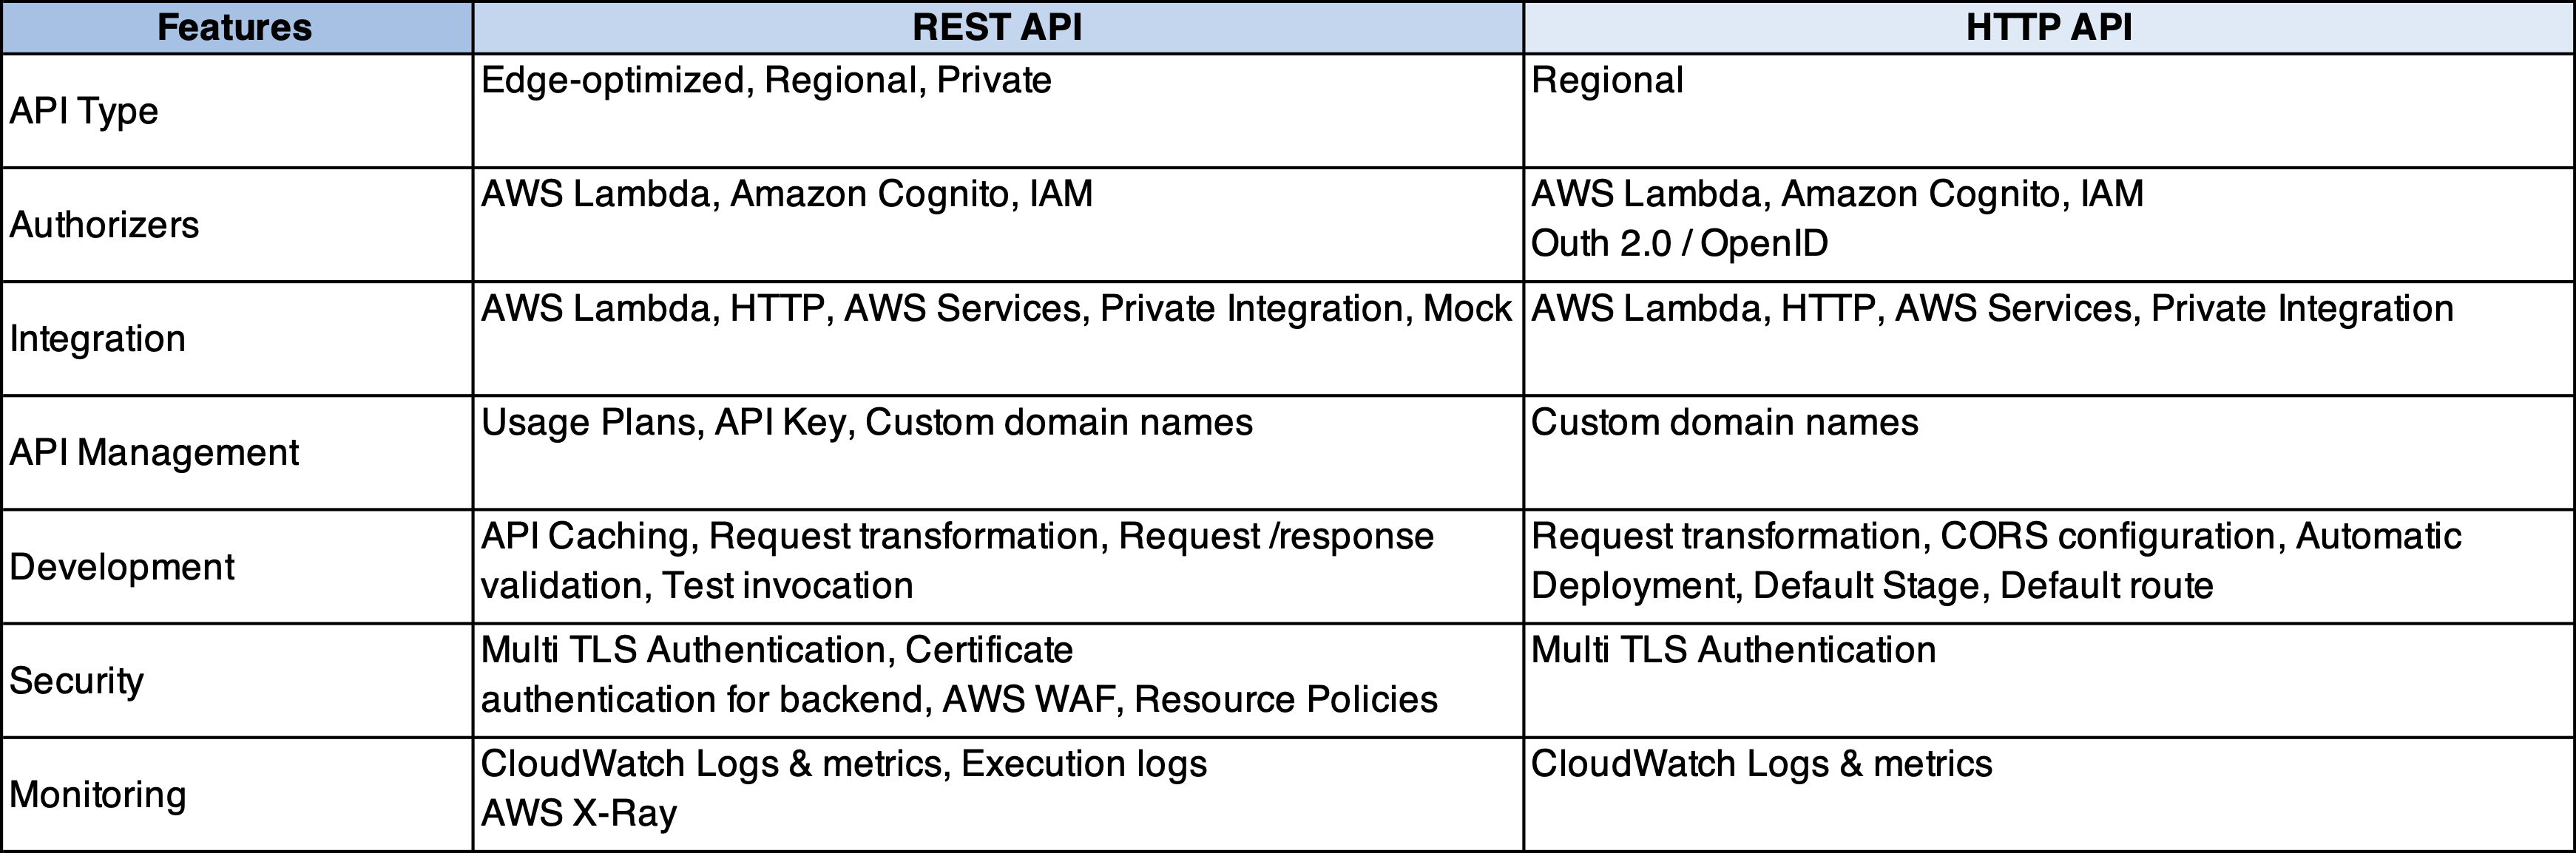 Features REST API HTTP API
API Type
Edge-optimized, Regional, Private
Regional
Authorizers
AWS Lambda, Amazon Cognito, IAM
AWS Lambda, Amazon Cognito, IAM
Outh 2.0 / OpenID
Integration
AWS Lambda, HTTP, AWS Services, Private Integration, Mock
AWS Lambda, HTTP, AWS Services, Private Integration
API Management
Usage Plans, API Key, Custom domain names
Custom domain names
Development
API Caching, Request transformation, Request /response
validation, Test invocation
Request transformation, CORS configuration, Automatic
Deployment, Default Stage, Default route
Security
Multi TLS Authentication, Certificate
authentication for backend, AWS WAF, Resource Policies
Multi TLS Authentication
Monitoring
CloudWatch Logs & metrics, Execution logs
AWS X-Ray
CloudWatch Logs & metrics